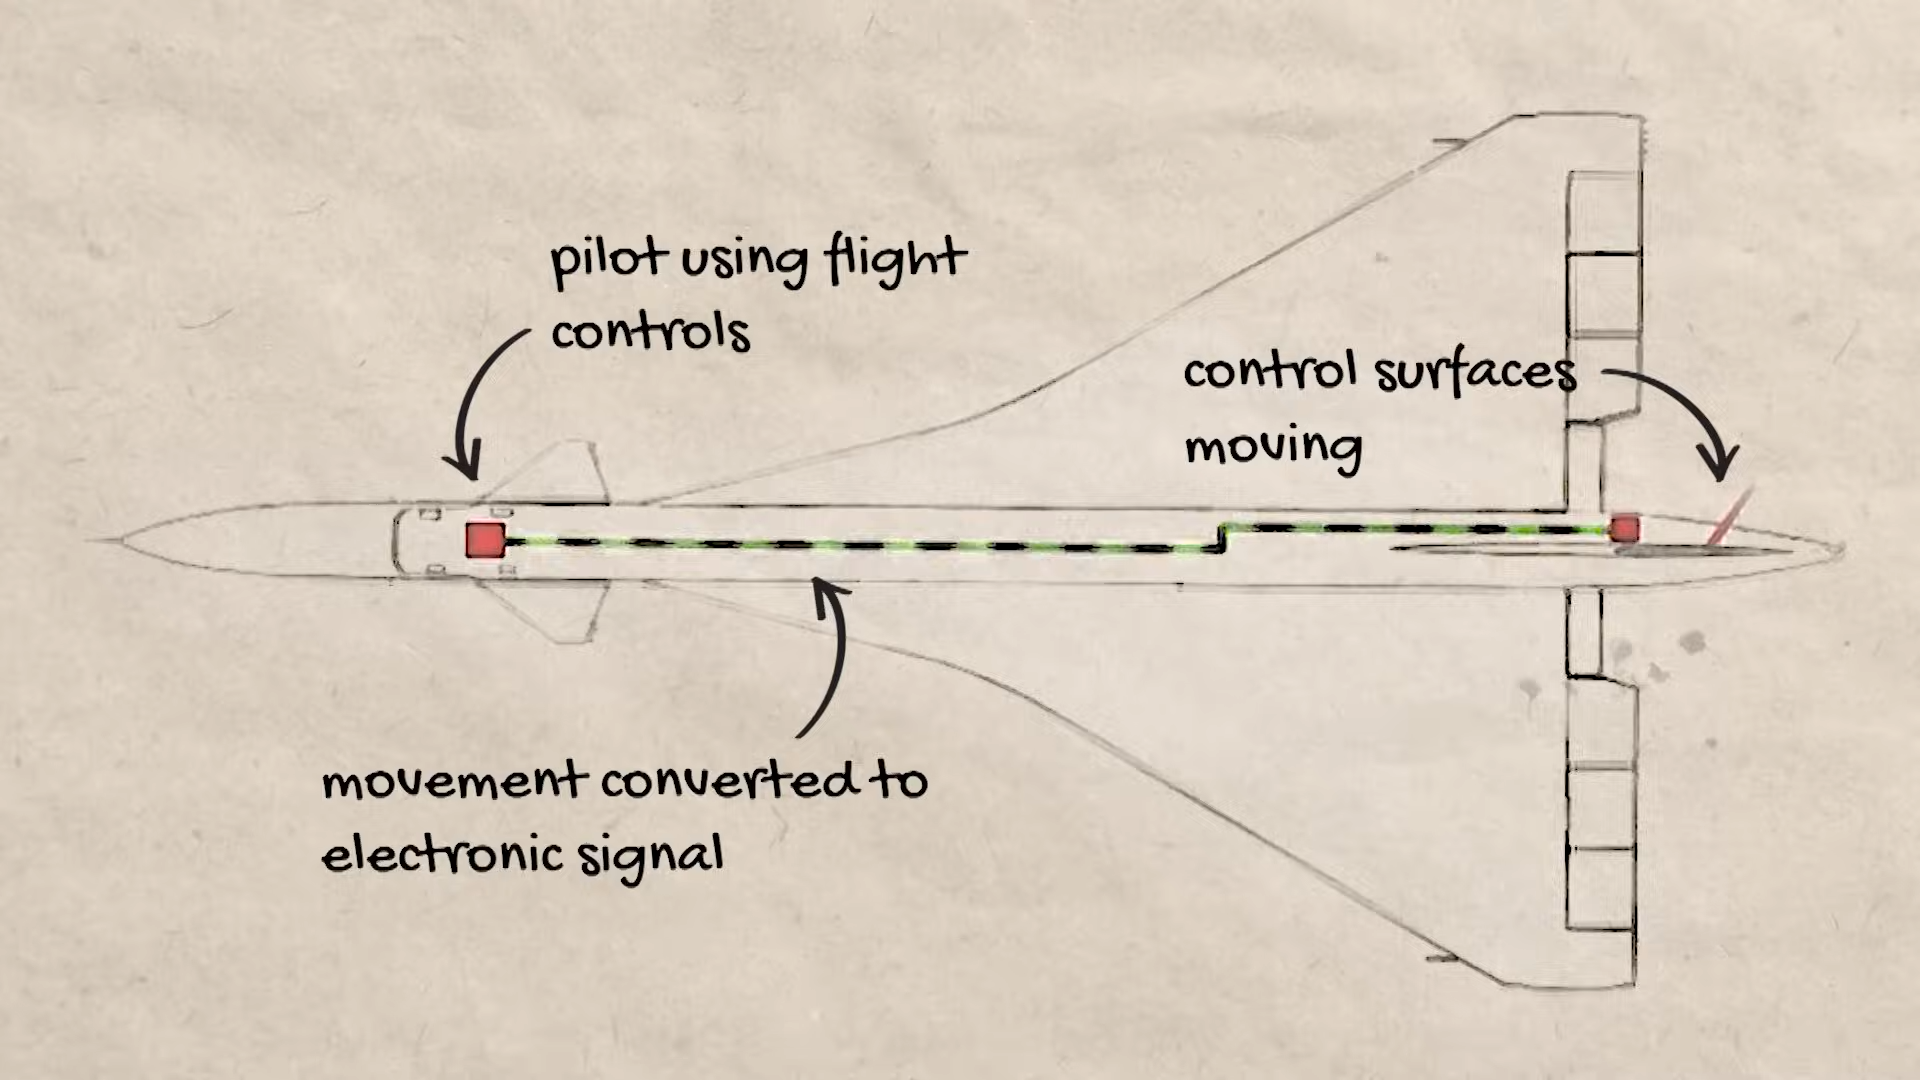 pilot using flight
controls
control surfaces
moving
movement converted to
electronic signal